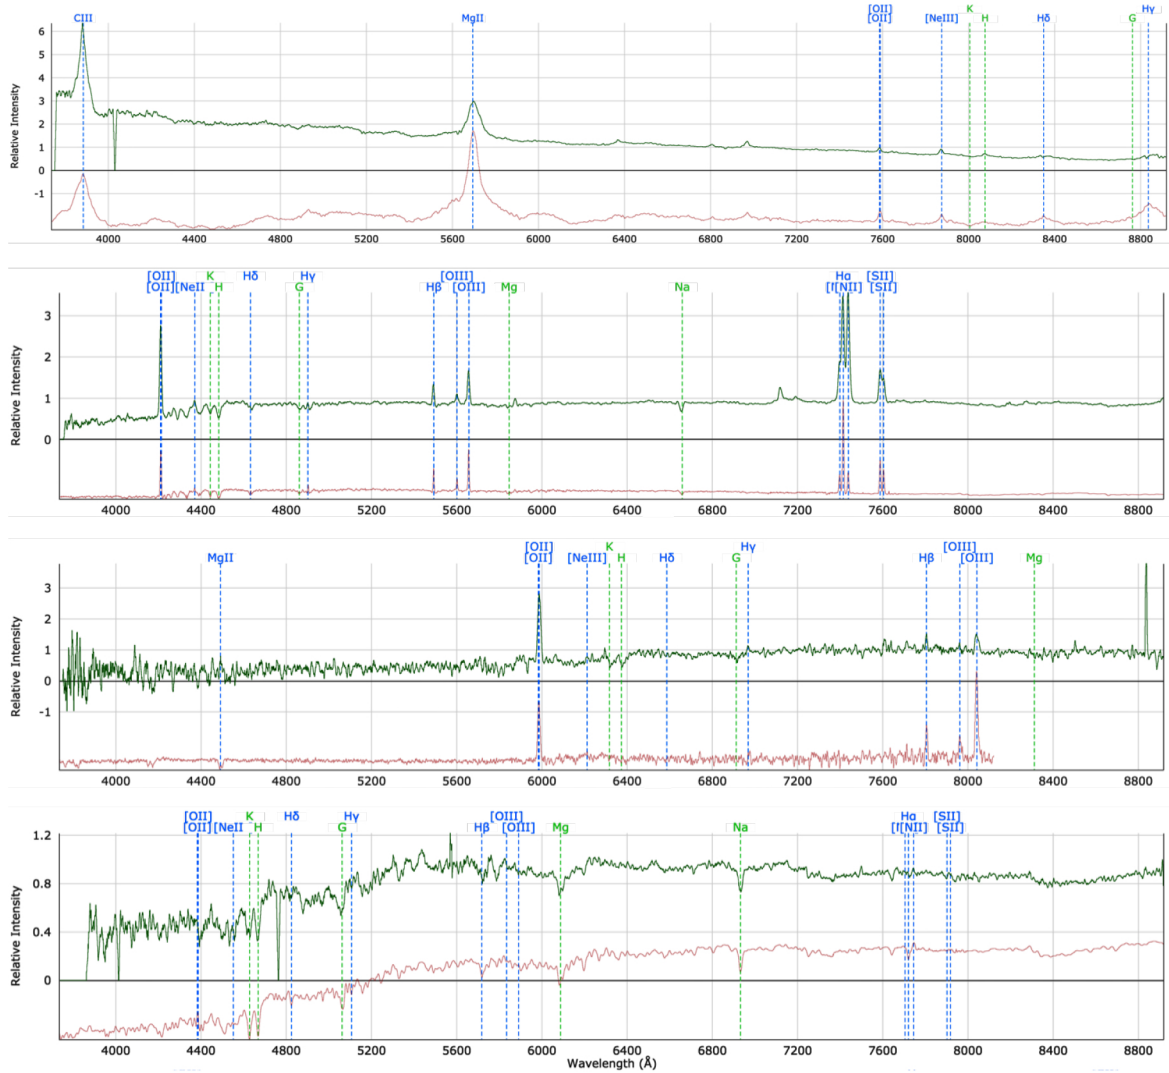 [OII] K Hγ
CIII MgII [OII] [NeIII] H Hδ G
Relative Intensity
6
5
4
3
2
1
0
-1
4000 4400 4800 5200 5600 6000 6400 6800 7200 7600 8000 8400 8800
[OII] K Hδ Hγ [OIII] Hα [SII]
[OII] [NeII H G Hβ [OIII] Mg Na [f[NII] [SII]
Relative Intensity
3
2
1
0
4000 4400 4800 5200 5600 6000 6400 6800 7200 7600 8000 8400 8800
[OII] K Hγ [OIII]
MgII [OII] [NeIII] H Hδ G Hβ [OIII] Mg
Relative Intensity
3
2
1
0
-1
4000 4400 4800 5200 5600 6000 6400 6800 7200 7600 8000 8400 8800
[OII] K Hδ Hγ [OIII] Hα [SII]
[OII] [NeII H G Hβ [OIII] Mg Na [f[NII] [SII]
Relative Intensity
1.2
0.8
0.4
0
4000 4400 4800 5200 5600 6000 6400 6800 7200 7600 8000 8400 8800
Wavelength (Å)